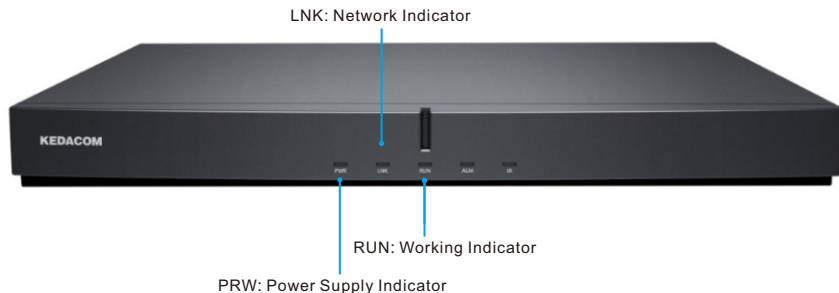 LNK: Network Indicator
KEDACOM
PWR LNK RUN ALM IR
RUN: Working Indicator
PRW: Power Supply Indicator